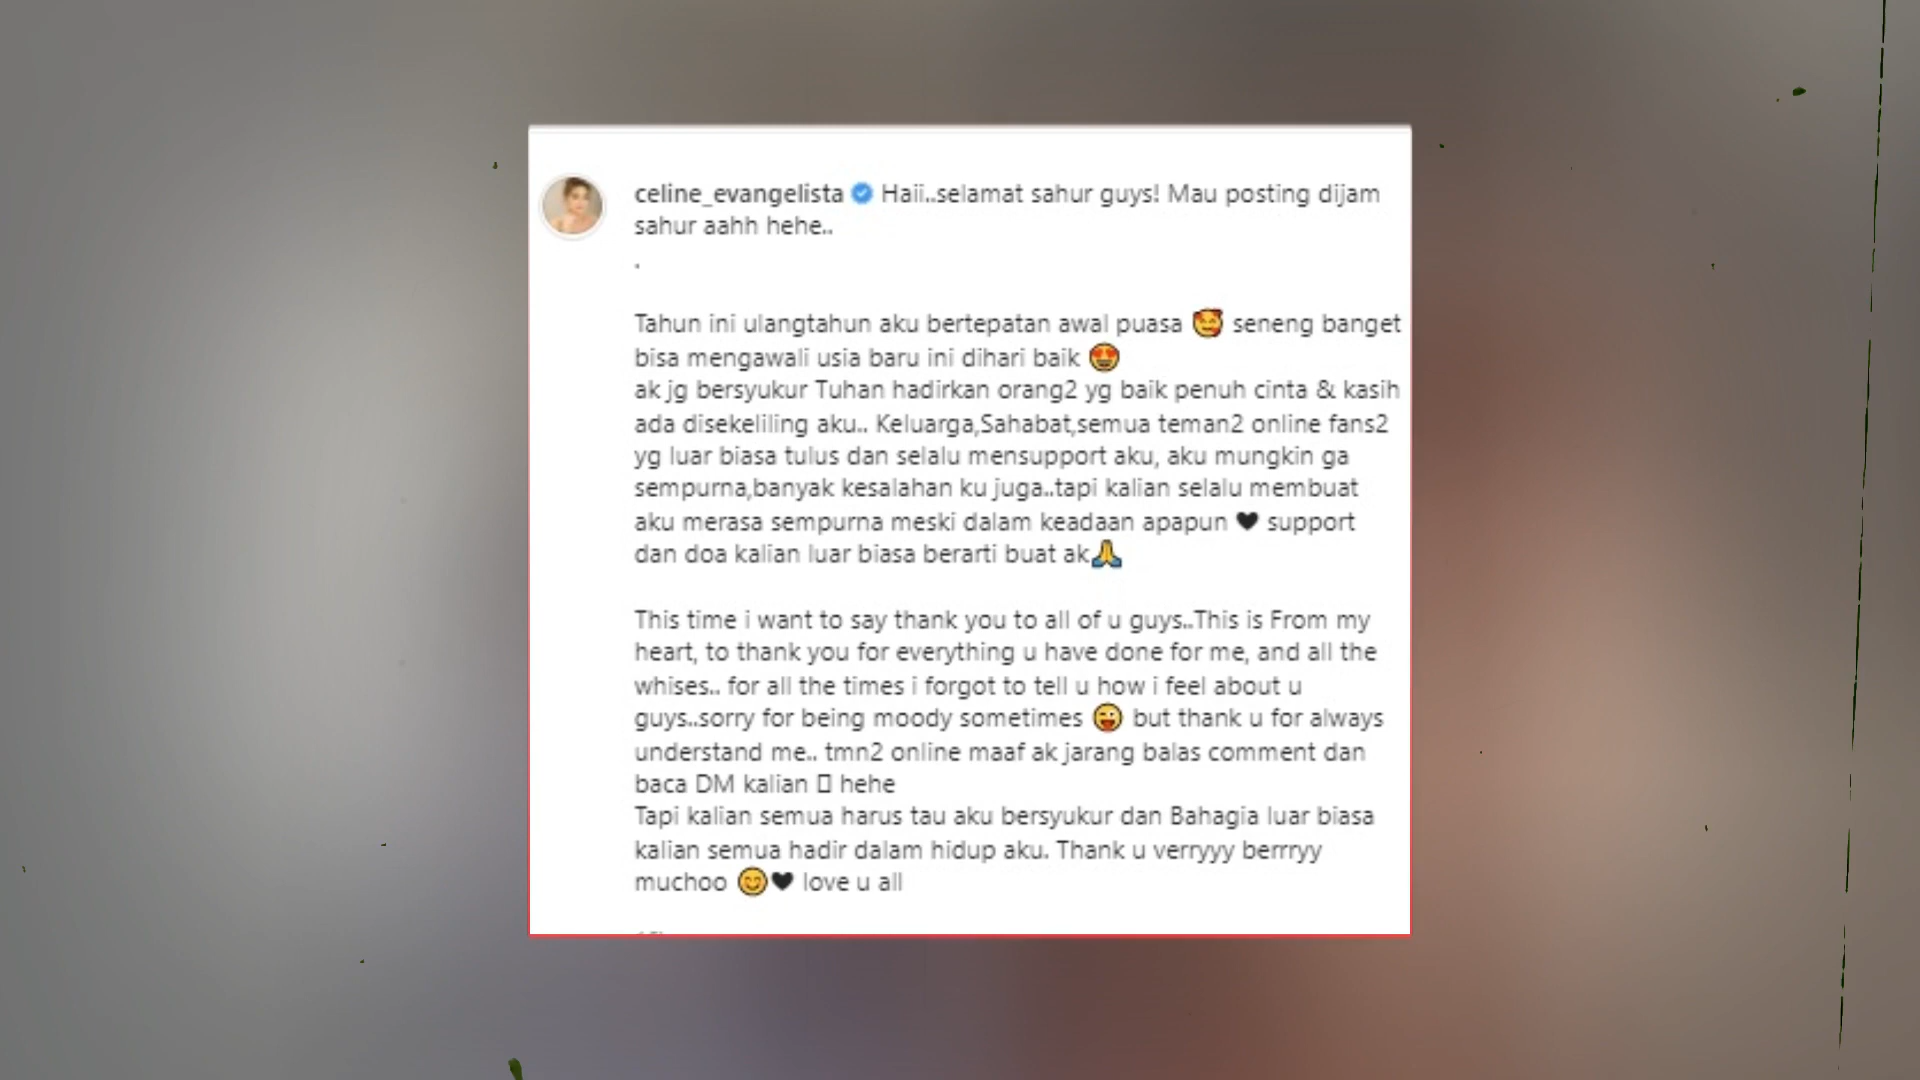 celine_evangelista Haii..selamat sahur guys! Mau posting dijam
sahur aahh hehe..
.
Tahun ini ulangtahun aku bertepatan awal puasa 🥰 seneng banget
bisa mengawali usia baru ini dihari baik 😍
ak jg bersyukur Tuhan hadirkan orang2 yg baik penuh cinta & kasih
ada disekeliling aku.. Keluarga,Sahabat,semua teman2 online fans2
yg luar biasa tulus dan selalu mensupport aku, aku mungkin ga
sempurna,banyak kesalahan ku juga..tapi kalian selalu membuat
aku merasa sempurna meski dalam keadaan apapun 🖤 support
dan doa kalian luar biasa berarti buat ak🙏
This time i want to say thank you to all of u guys..This is From my
heart, to thank you for everything u have done for me, and all the
whises.. for all the times i forgot to tell u how i feel about u
guys..sorry for being moody sometimes 😜 but thank u for always
understand me.. tmn2 online maaf ak jarang balas comment dan
baca DM kalian ▯ hehe
Tapi kalian semua harus tau aku bersyukur dan Bahagia luar biasa
kalian semua hadir dalam hidup aku. Thank u verryyy berrryy
muchoo 😊🖤 love u all